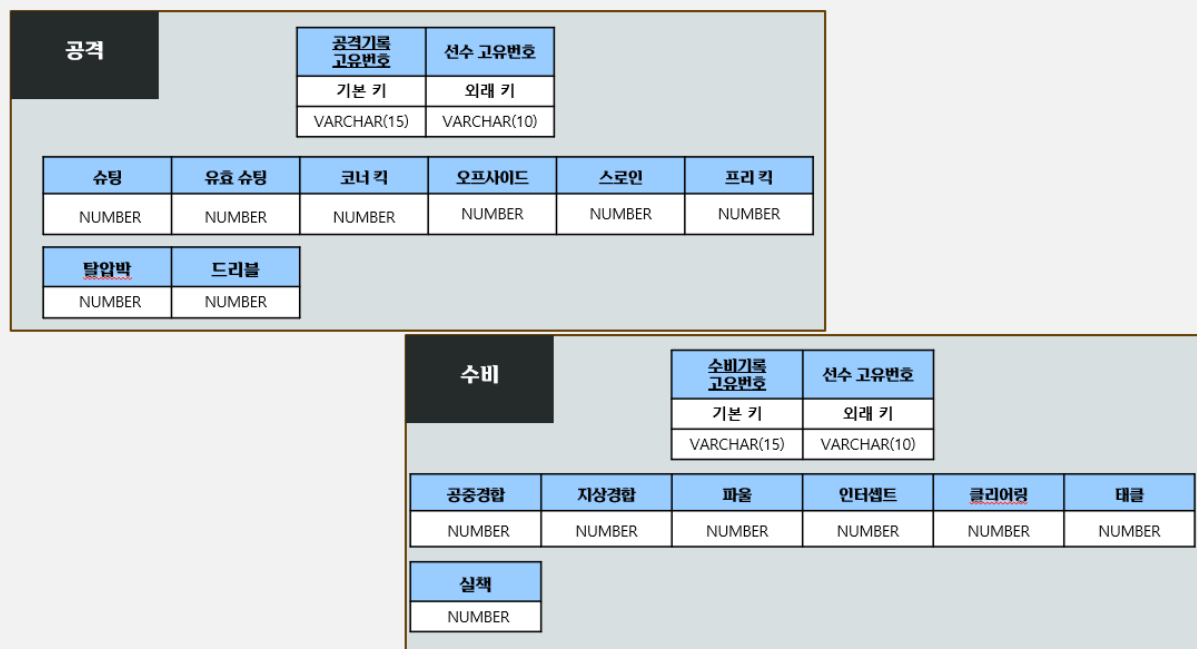 공격
공격기록 선수 고유번호
고유번호
기본 키 외래 키
VARCHAR(15) VARCHAR(10)
슈팅 유효 슈팅 코너 킥 오프사이드 스로인 프리 킥
NUMBER NUMBER NUMBER NUMBER NUMBER NUMBER
탈압박 드리블
NUMBER NUMBER
수비
수비기록 선수 고유번호
고유번호
기본 키 외래 키
VARCHAR(15) VARCHAR(10)
공중경합 지상경합 파울 인터셉트 클리어링 태클
NUMBER NUMBER NUMBER NUMBER NUMBER NUMBER
실책
NUMBER